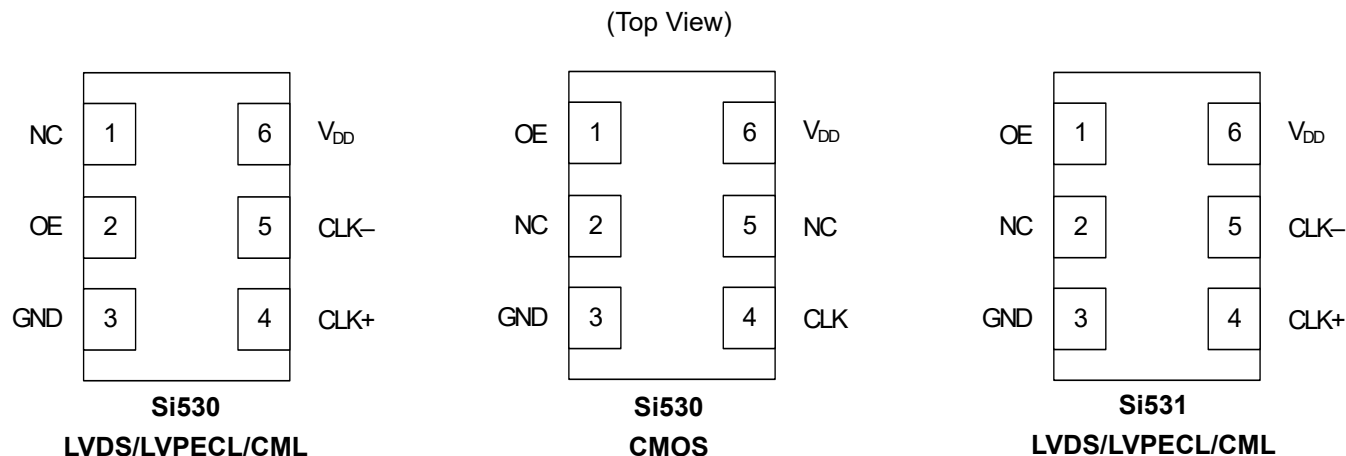 (Top View)
NC 1 6 VDD
OE 2 5 CLK–
GND 3 4 CLK+
Si530
LVDS/LVPECL/CML
OE 1 6 VDD
NC 2 5 NC
GND 3 4 CLK
Si530
CMOS
OE 1 6 VDD
NC 2 5 CLK–
GND 3 4 CLK+
Si531
LVDS/LVPECL/CML